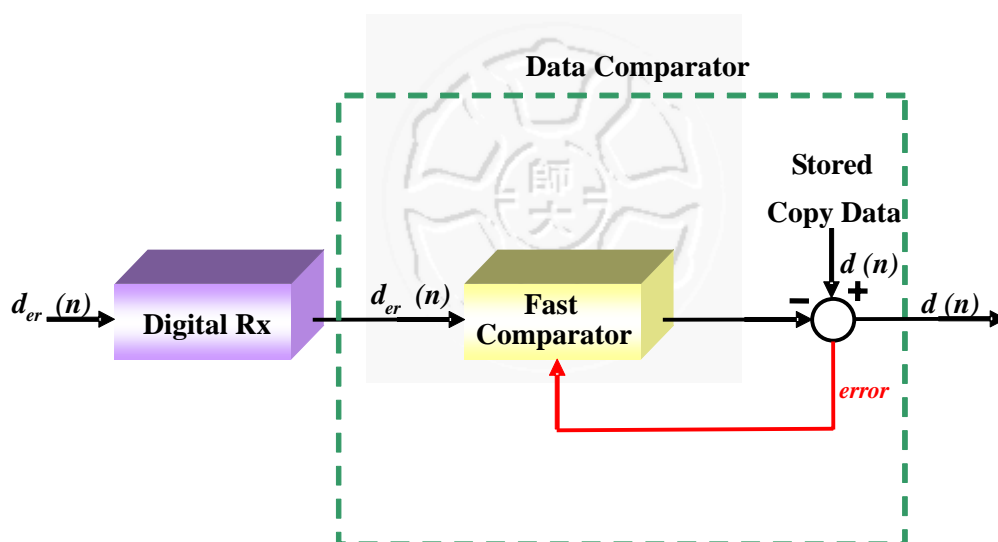 Data Comparator
師
大
Stored
Copy Data
d (n)
d_er (n)
Digital Rx
d_er (n)
Fast
Comparator
−
+
d (n)
error